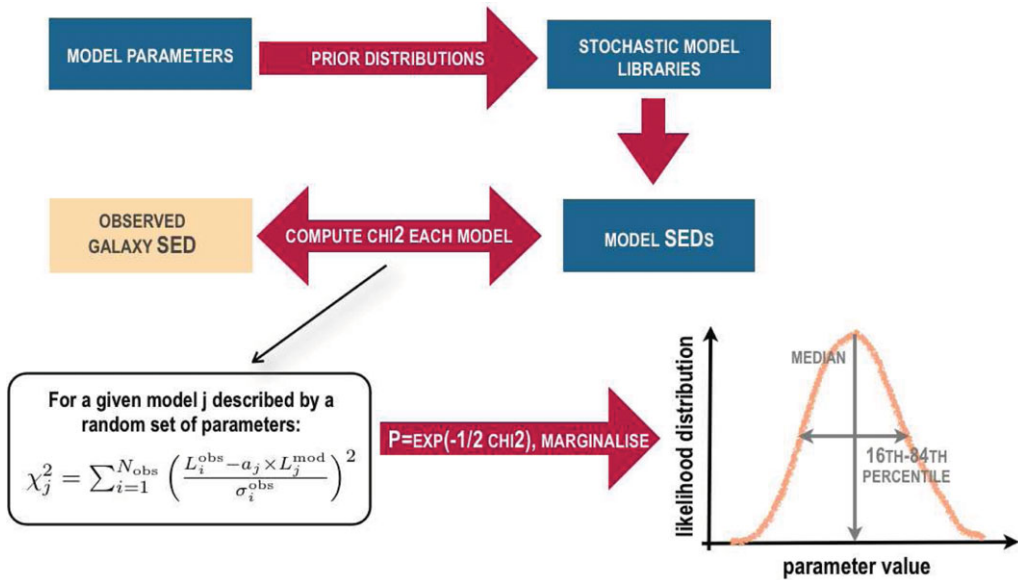 MODEL PARAMETERS
PRIOR DISTRIBUTIONS
STOCHASTIC MODEL
LIBRARIES
OBSERVED
GALAXY SED
COMPUTE CHI2 EACH MODEL
MODEL SEDS
For a given model j described by a
random set of parameters:
χ_j^2 = ∑_{i=1}^{N_obs} ( (L_i^obs − a_j × L_j^mod) / σ_i^obs )^2
P=EXP(-1/2 CHI2), MARGINALISE
likelihood distribution
MEDIAN
16TH-84TH
PERCENTILE
parameter value